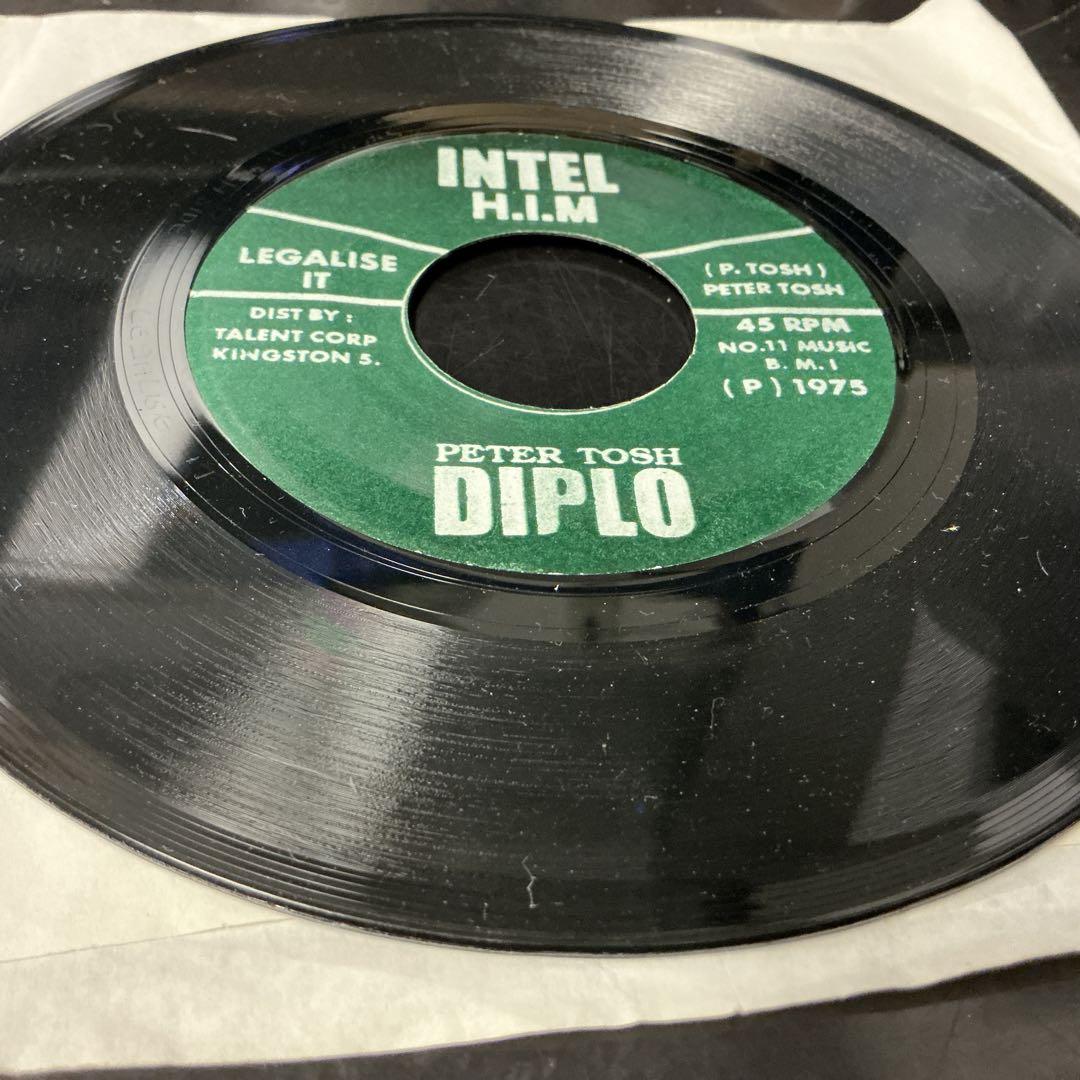 INTEL
H.I.M
LEGALISE
IT
DIST BY :
TALENT CORP
KINGSTON 5.
( P. TOSH )
PETER TOSH
45 RPM
NO.11 MUSIC
B. M. I
( P ) 1975
PETER TOSH
DIPLO